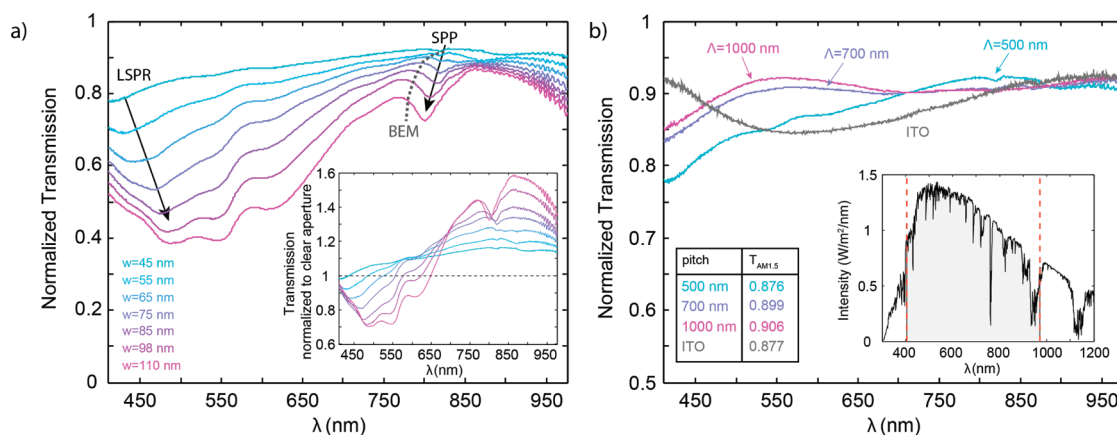 a)
Normalized Transmission
1
0.8
0.6
0.4
0.2
0
LSPR
SPP
BEM
w=45 nm
w=55 nm
w=65 nm
w=75 nm
w=85 nm
w=98 nm
w=110 nm
450 550 650 750 850 950
λ (nm)
Transmission
normalized to clear aperture
1.6
1.4
1.2
1
0.8
0.6
450 550 650 750 850 950
λ(nm)
b)
Normalized Transmission
1
0.9
0.8
0.7
0.6
0.5
Λ=1000 nm
Λ=700 nm
Λ=500 nm
ITO
pitch T_AM1.5
500 nm 0.876
700 nm 0.899
1000 nm 0.906
ITO 0.877
450 550 650 750 850 950
λ (nm)
Intensity (W/m²/nm)
1.5
1
0.5
0
400 600 800 1000 1200
λ(nm)